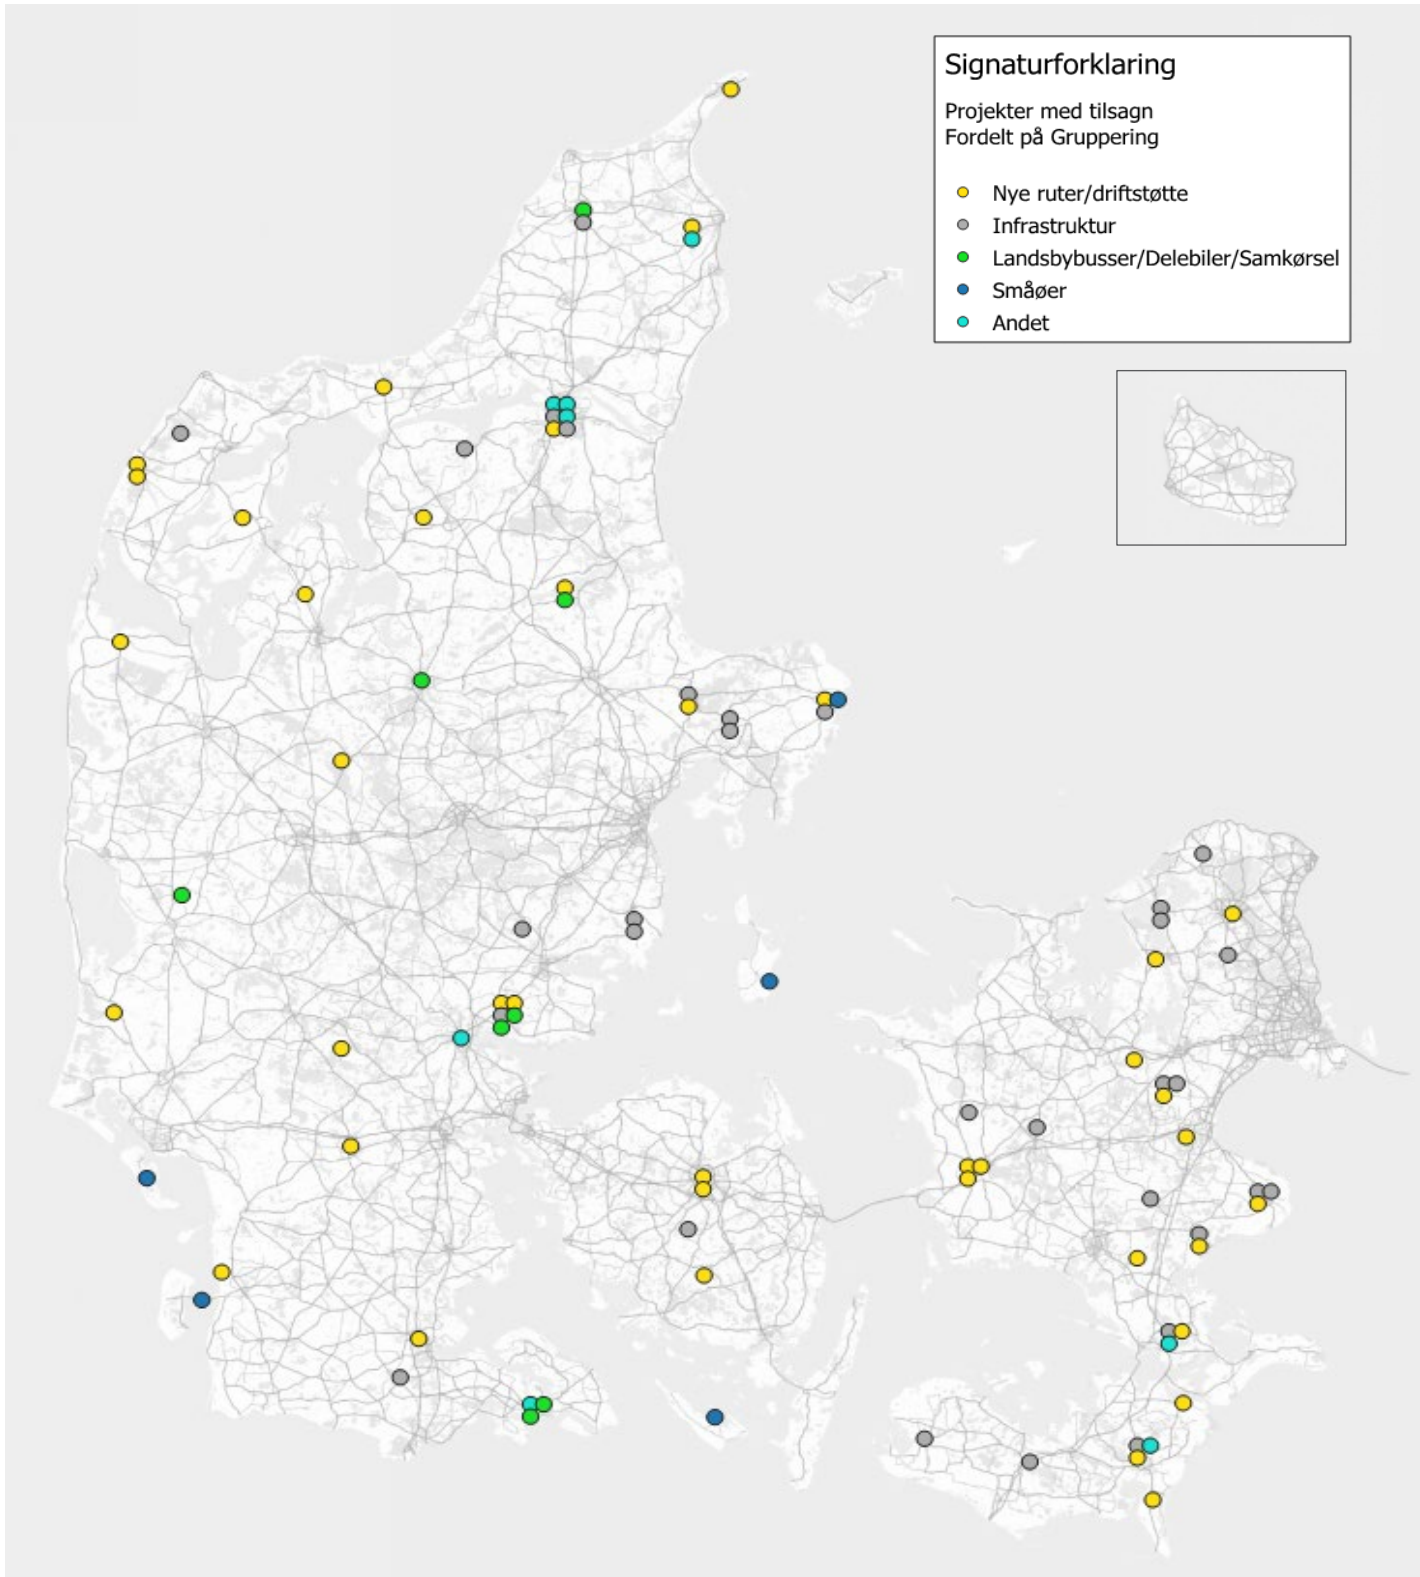 Signaturforklaring
Projekter med tilsagn
Fordelt på Gruppering
Nye ruter/driftstøtte
Infrastruktur
Landsbybusser/Delebiler/Samkørsel
Småøer
Andet